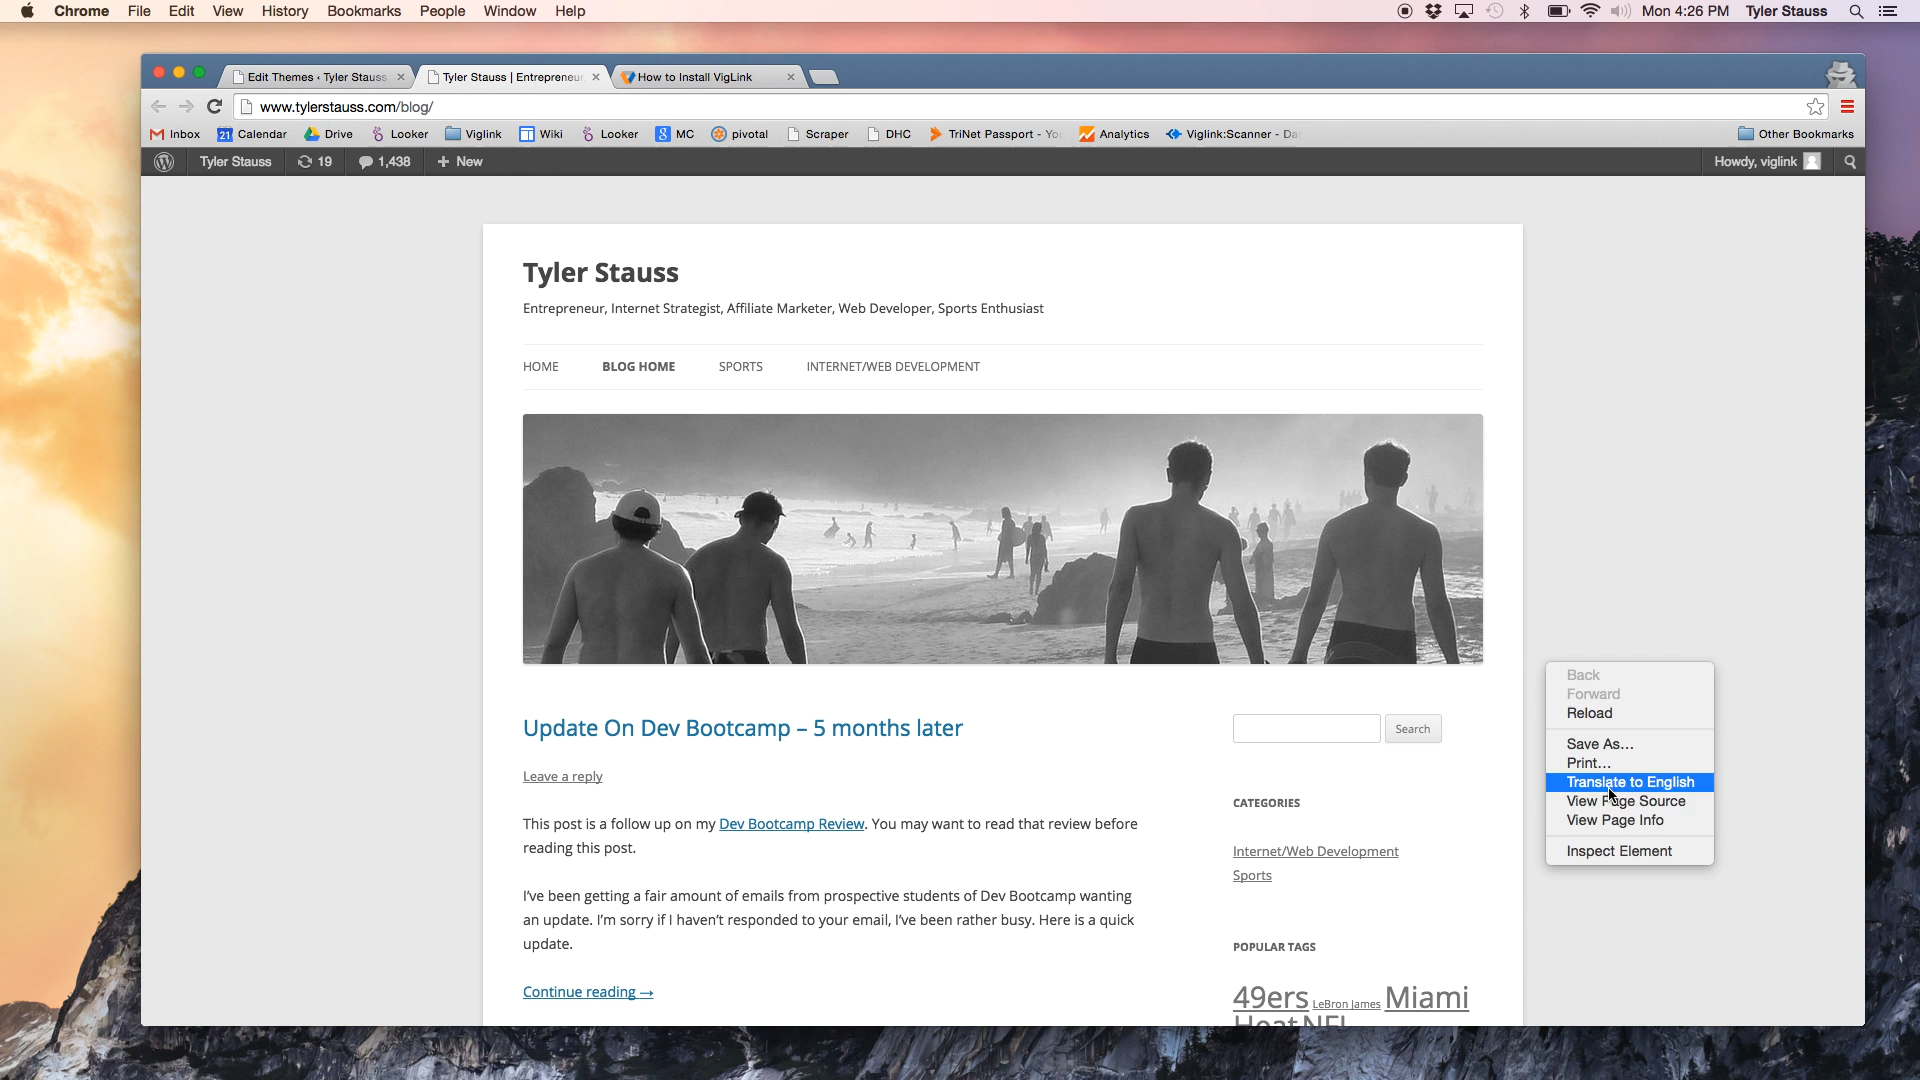 Chrome File Edit View History Bookmarks People Window Help
Mon 4:26 PM Tyler Stauss
Edit Themes ‹ Tyler Stauss
Tyler Stauss | Entrepreneur,
How to Install VigLink
www.tylerstauss.com/blog/
Inbox 21 Calendar Drive Looker Viglink Wiki Looker 8 MC pivotal Scraper DHC TriNet Passport - Yo Analytics Viglink:Scanner - Da Other Bookmarks
Tyler Stauss 19 1,438 + New Howdy, viglink
Tyler Stauss
Entrepreneur, Internet Strategist, Affiliate Marketer, Web Developer, Sports Enthusiast
HOME BLOG HOME SPORTS INTERNET/WEB DEVELOPMENT
Update On Dev Bootcamp – 5 months later
Leave a reply
This post is a follow up on my Dev Bootcamp Review. You may want to read that review before
reading this post.
I've been getting a fair amount of emails from prospective students of Dev Bootcamp wanting
an update. I'm sorry if I haven't responded to your email, I've been rather busy. Here is a quick
update.
Continue reading →
Search
CATEGORIES
Internet/Web Development
Sports
POPULAR TAGS
49ers LeBron James Miami
Heat NFL
Back
Forward
Reload
Save As...
Print...
Translate to English
View Page Source
View Page Info
Inspect Element